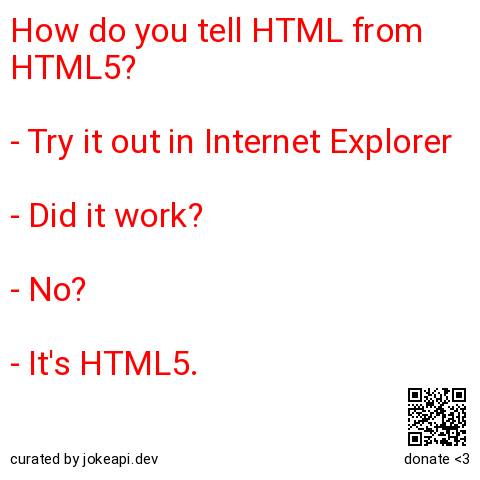 How do you tell HTML from
HTML5?
- Try it out in Internet Explorer
- Did it work?
- No?
- It's HTML5.
curated by jokeapi.dev
donate <3